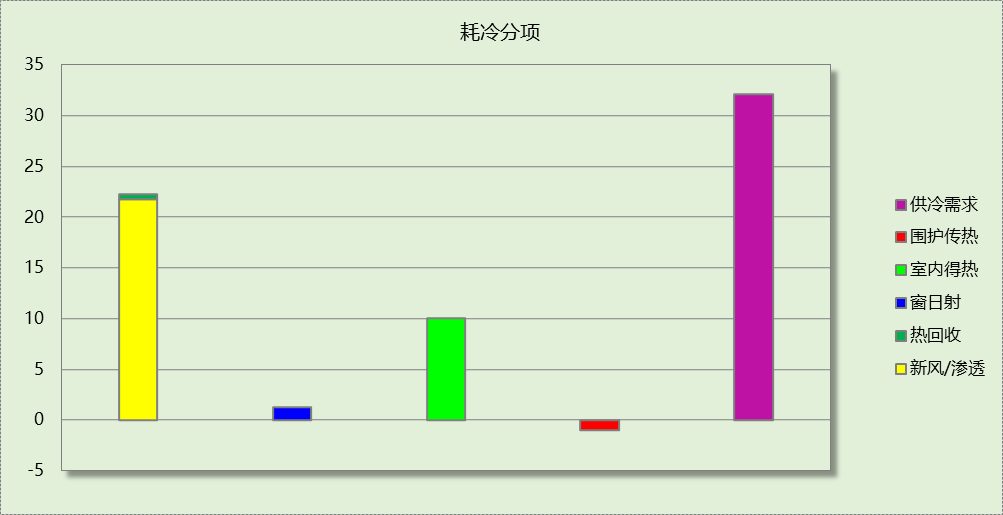 耗冷分项
35
30
25
20
15
10
5
0
-5
供冷需求
围护传热
室内得热
窗日射
热回收
新风/渗透